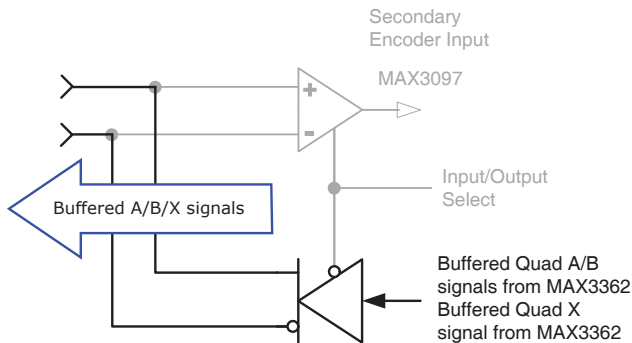 Secondary
Encoder Input
MAX3097
+
-
Input/Output
Select
Buffered A/B/X signals
Buffered Quad A/B
signals from MAX3362
Buffered Quad X
signal from MAX3362